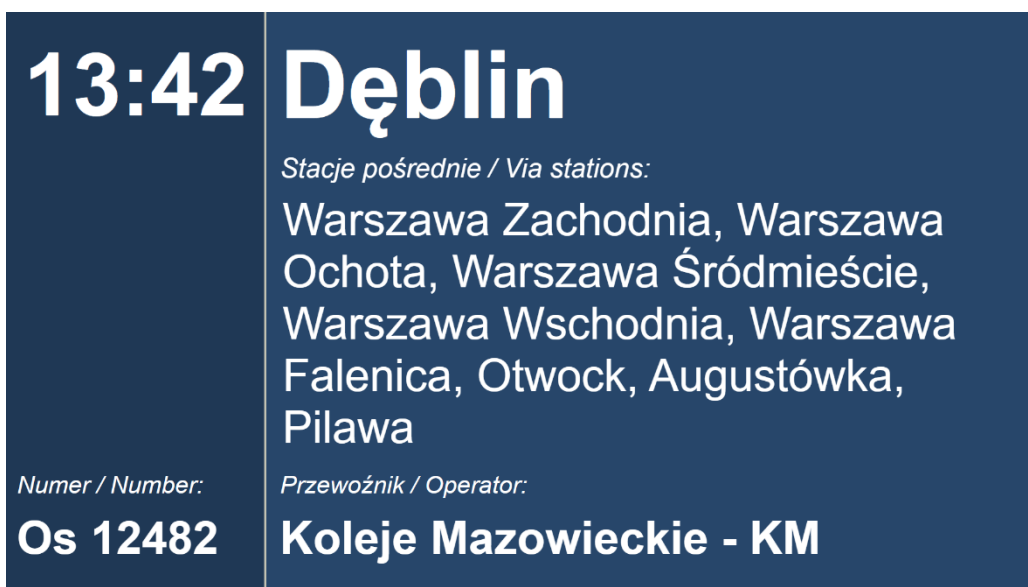 13:42
Dęblin
Stacje pośrednie / Via stations:
Warszawa Zachodnia, Warszawa
Ochota, Warszawa Śródmieście,
Warszawa Wschodnia, Warszawa
Falenica, Otwock, Augustówka,
Pilawa
Numer / Number:
Os 12482
Przewoźnik / Operator:
Koleje Mazowieckie - KM